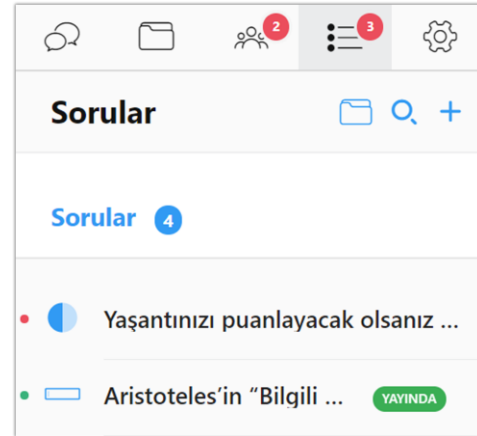 2 3
Sorular
Sorular 4
Yaşantınızı puanlayacak olsanız ...
Aristoteles'in “Bilgili ... YAYINDA